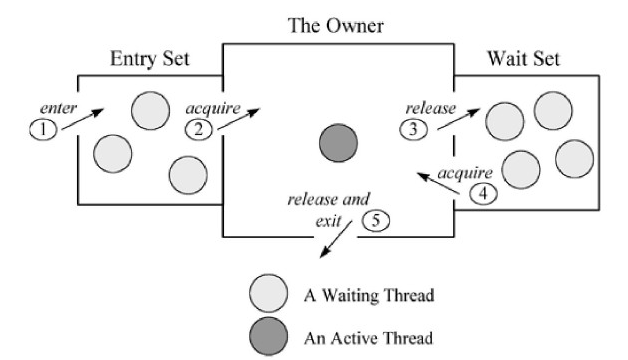 The Owner
Entry Set
Wait Set
enter
1
acquire
2
release
3
acquire
4
release and
exit 5
A Waiting Thread
An Active Thread